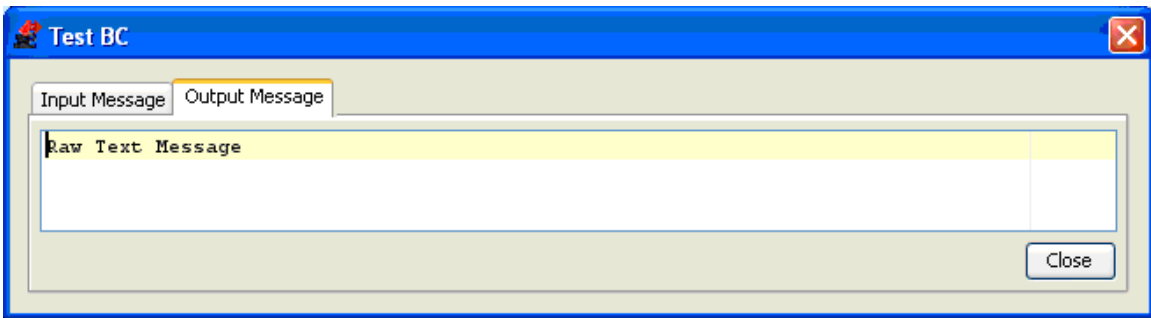 Test BC
Input Message Output Message
Raw Text Message
Close